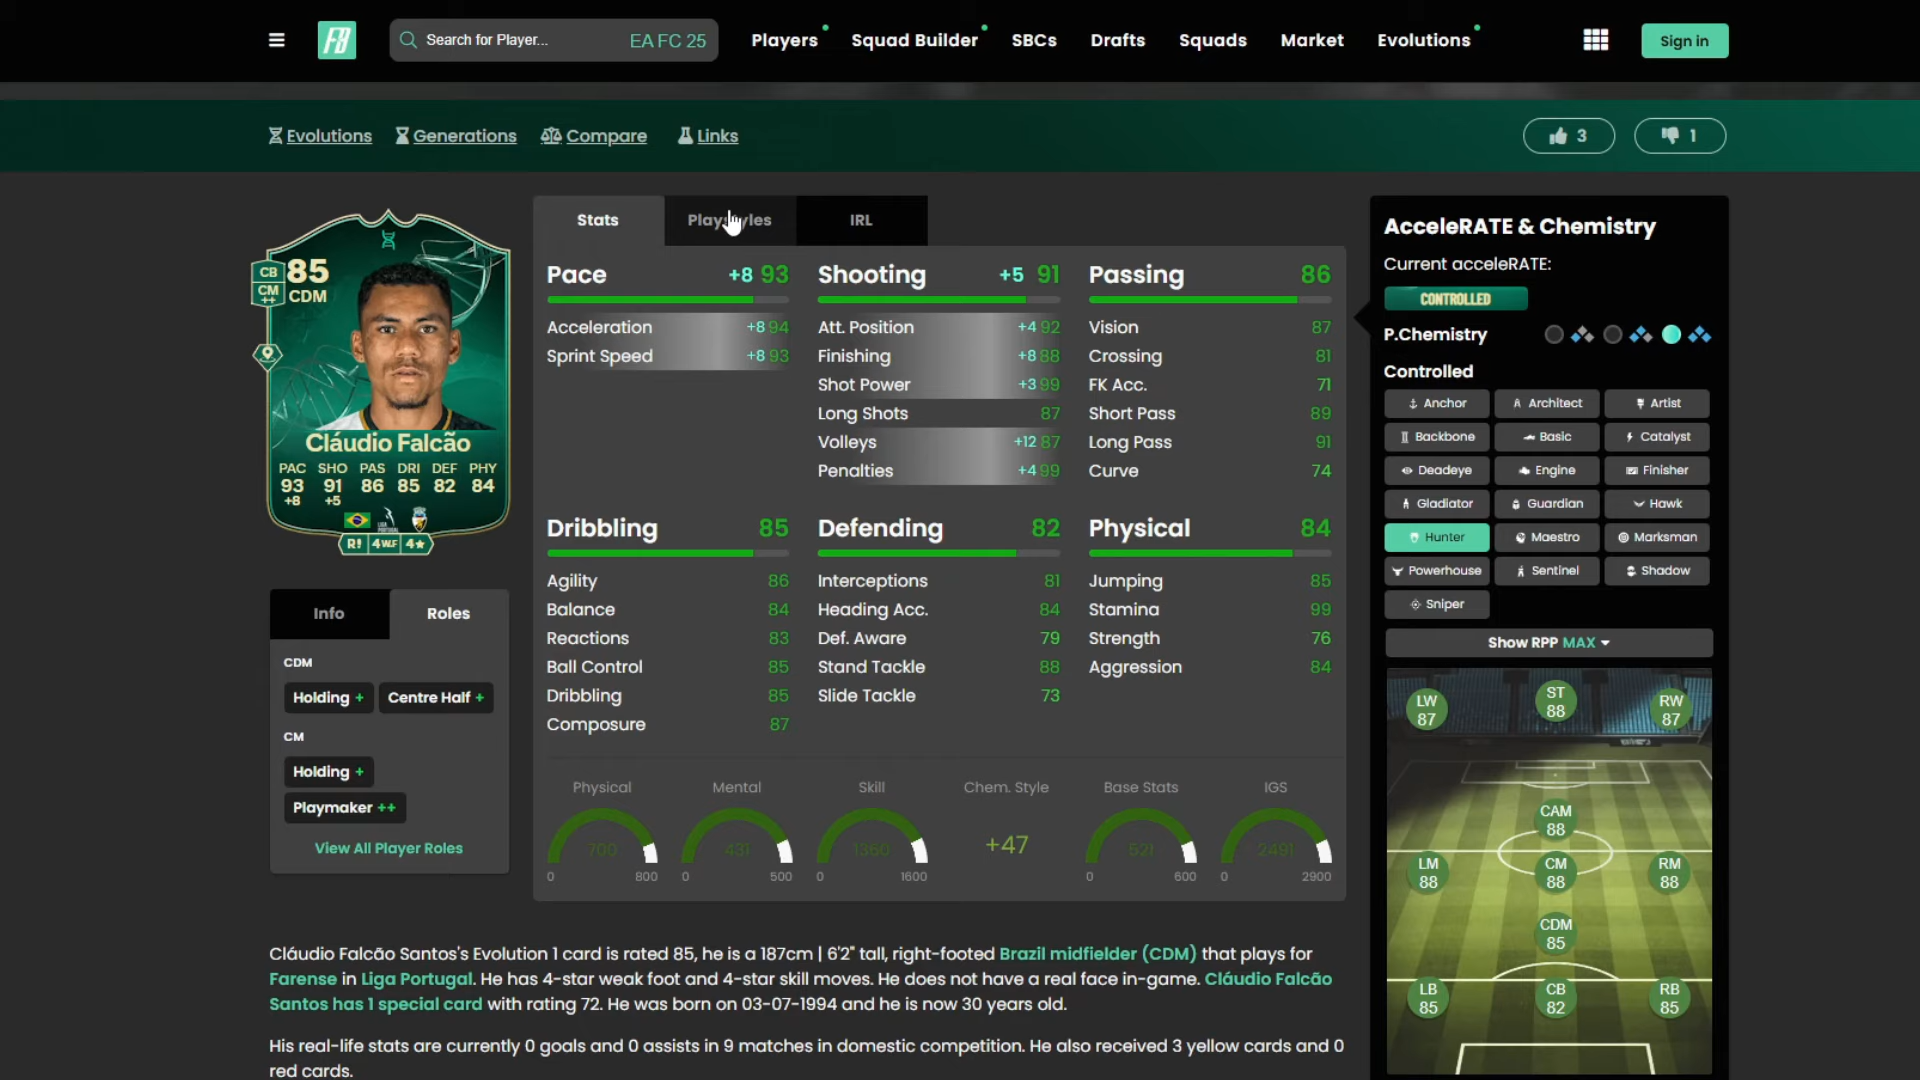 FB
Search for Player...
EA FC 25
Players
Squad Builder
SBCs
Drafts
Squads
Market
Evolutions
Sign in
Evolutions
Generations
Compare
Links
3
1
CB
CM
++
85
CDM
Cláudio Falcão
PAC SHO PAS DRI DEF PHY
93 91 86 85 82 84
+8 +5
R! 4 W.F 4★
Info
Roles
CDM
Holding +
Centre Half +
CM
Holding +
Playmaker ++
View All Player Roles
Stats
IRL
Pace +8 93
Acceleration +8 94
Sprint Speed +8 93
Shooting +5 91
Att. Position +4 92
Finishing +8 88
Shot Power +3 99
Long Shots 87
Volleys +12 87
Penalties +4 99
Passing 86
Vision 87
Crossing 81
FK Acc. 71
Short Pass 89
Long Pass 91
Curve 74
Dribbling 85
Agility 86
Balance 84
Reactions 83
Ball Control 85
Dribbling 85
Composure 87
Defending 82
Interceptions 81
Heading Acc. 84
Def. Aware 79
Stand Tackle 88
Slide Tackle 73
Physical 84
Jumping 85
Stamina 99
Strength 76
Aggression 84
Physical
700
0 800
Mental
431
0 500
Skill
1360
0 1600
Chem. Style
+47
Base Stats
521
0 600
IGS
2491
0 2900
Cláudio Falcão Santos's Evolution 1 card is rated 85, he is a 187cm | 6'2" tall, right-footed Brazil midfielder (CDM) that plays for
Farense in Liga Portugal. He has 4-star weak foot and 4-star skill moves. He does not have a real face in-game. Cláudio Falcão
Santos has 1 special card with rating 72. He was born on 03-07-1994 and he is now 30 years old.
His real-life stats are currently 0 goals and 0 assists in 9 matches in domestic competition. He also received 3 yellow cards and 0
red cards.
AcceleRATE & Chemistry
Current acceleRATE:
CONTROLLED
P.Chemistry
Controlled
Anchor
Architect
Artist
Backbone
Basic
Catalyst
Deadeye
Engine
Finisher
Gladiator
Guardian
Hawk
Hunter
Maestro
Marksman
Powerhouse
Sentinel
Shadow
Sniper
Show RPP MAX
LW
87
ST
88
RW
87
CAM
88
LM
88
CM
88
RM
88
CDM
85
LB
85
CB
82
RB
85